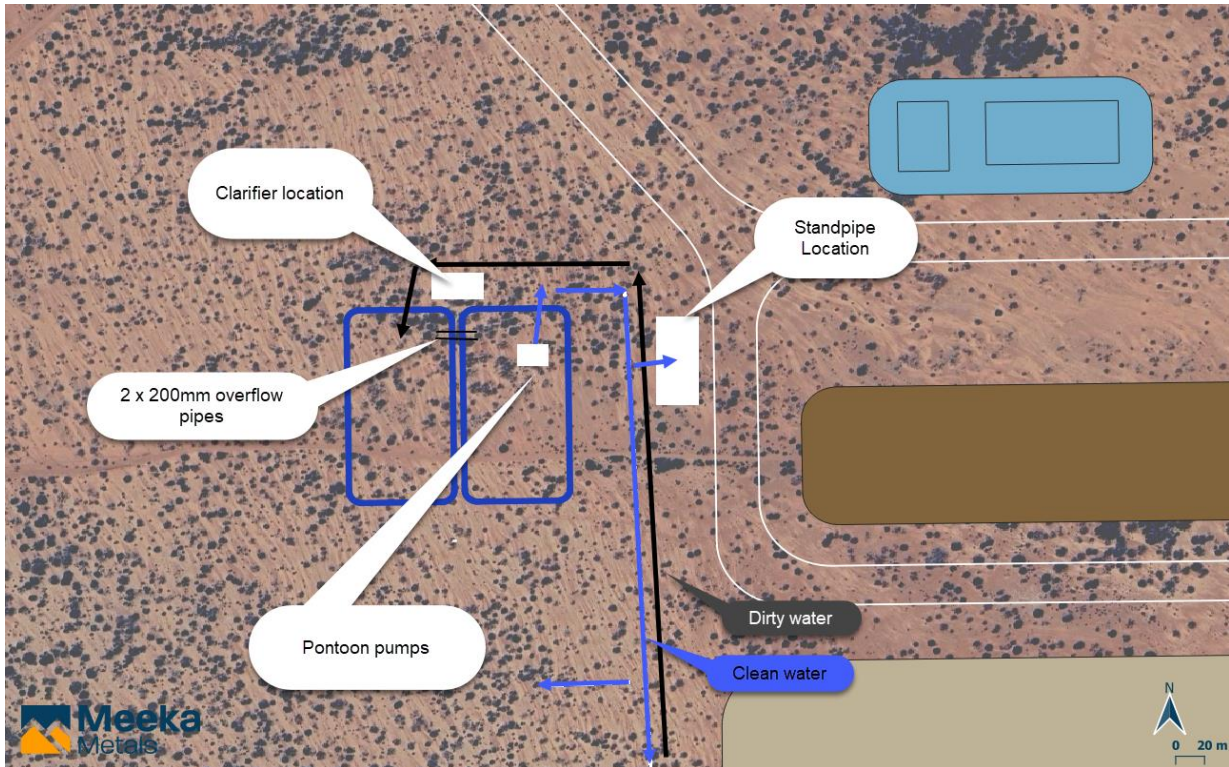 Clarifier location
Standpipe
Location
2 x 200mm overflow
pipes
Dirty water
Pontoon pumps
Clean water
Meeka
Metals
N
0 20 m